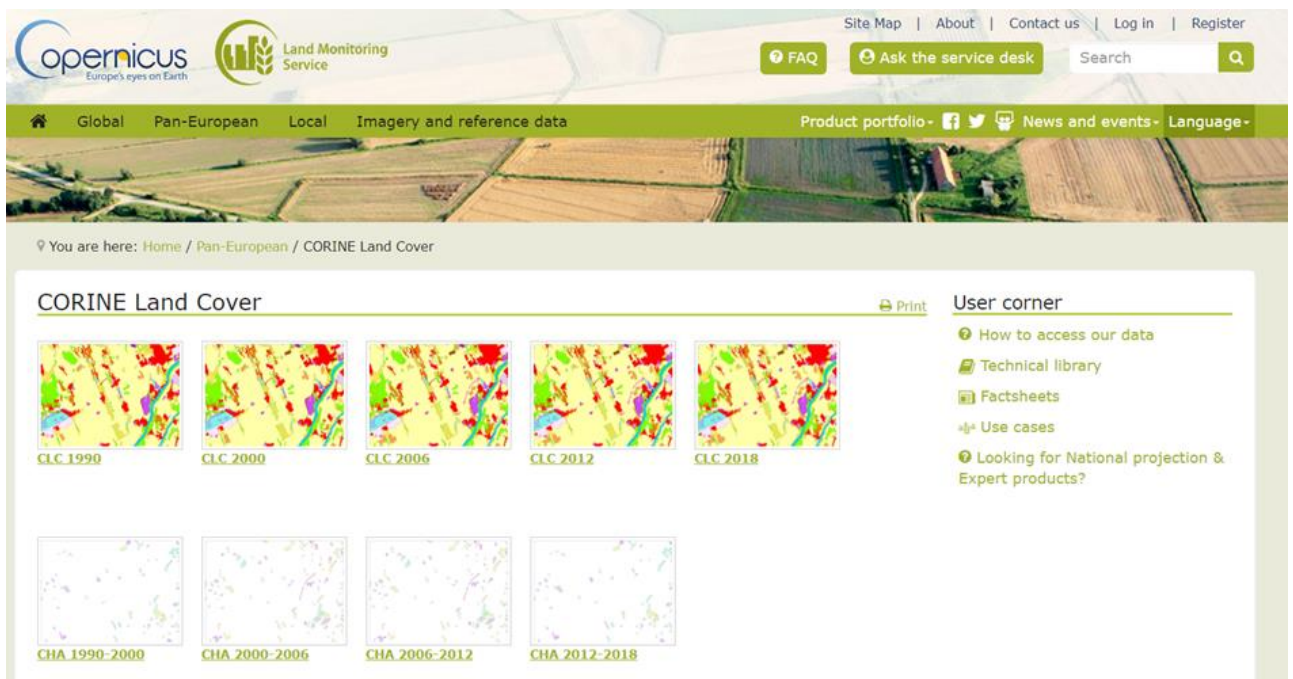 Site Map | About | Contact us | Log in | Register
opernicus
Europe's eyes on Earth
Land Monitoring
Service
FAQ
Ask the service desk
Search
Global Pan-European Local Imagery and reference data
Product portfolio News and events Language
You are here: Home / Pan-European / CORINE Land Cover
CORINE Land Cover
Print
CLC 1990
CLC 2000
CLC 2006
CLC 2012
CLC 2018
CHA 1990-2000
CHA 2000-2006
CHA 2006-2012
CHA 2012-2018
User corner
How to access our data
Technical library
Factsheets
Use cases
Looking for National projection &
Expert products?